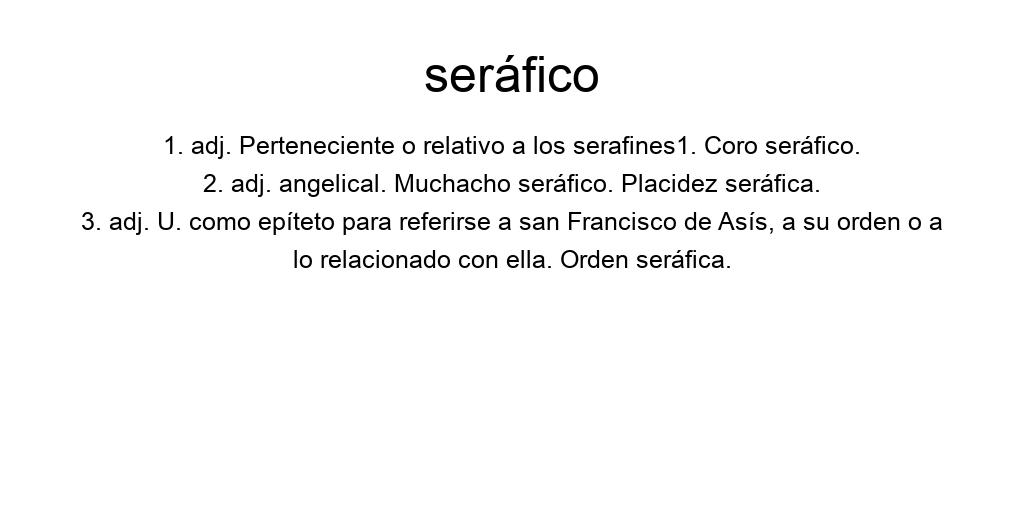 seráfico
1. adj. Perteneciente o relativo a los serafines1. Coro seráfico.
2. adj. angelical. Muchacho seráfico. Placidez seráfica.
3. adj. U. como epíteto para referirse a san Francisco de Asís, a su orden o a
lo relacionado con ella. Orden seráfica.